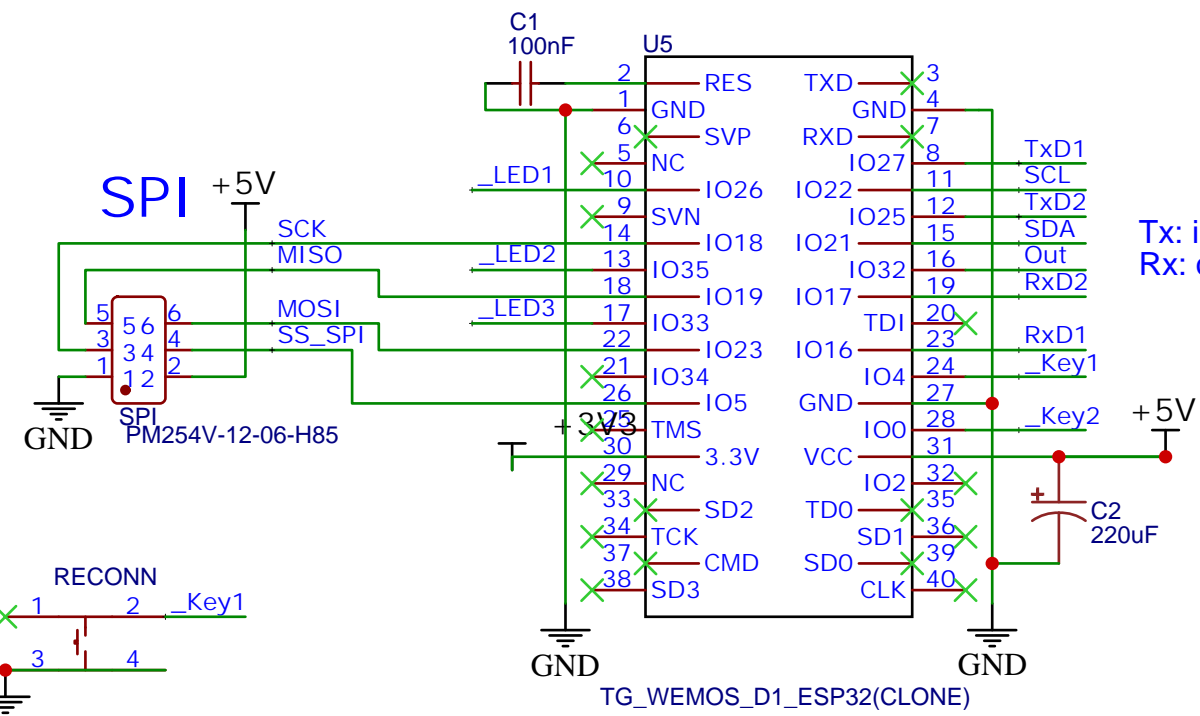 C1
100nF
U5
2 RES TXD 3
1 GND GND 4
6 SVP RXD 7
5 NC IO27 8 TxD1
_LED1 10 IO26 IO22 11 SCL
9 SVN IO25 12 TxD2
SCK 14 IO18 IO21 15 SDA
MISO _LED2 13 IO35 IO32 16 Out
18 IO19 IO17 19 RxD2
MOSI _LED3 17 IO33 TDI 20
SS_SPI 22 IO23 IO16 23 RxD1
21 IO34 IO4 24 _Key1
26 IO5 GND 27
+3V3 25 TMS IO0 28 _Key2
30 3.3V VCC 31
29 NC IO2 32
33 SD2 TD0 35
34 TCK SD1 36
37 CMD SD0 39
38 SD3 CLK 40
GND
GND
TG_WEMOS_D1_ESP32(CLONE)
SPI
+5V
5 5 6 6
3 3 4 4
1 1 2 2
GND
SPI
PM254V-12-06-H85
Tx: i
Rx:
+5V
C2
220uF
RECONN
1 2 _Key1
3 4